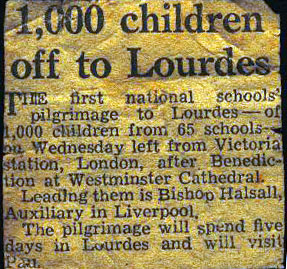 1,000 children
off to Lourdes
THE first national schools'
pilgrimage to Lourdes—of
1,000 children from 65 schools—
on Wednesday left from Victoria
station, London, after Benedic-
tion at Westminster Cathedral.
Leading them is Bishop Halsall,
Auxiliary in Liverpool.
The pilgrimage will spend five
days in Lourdes and will visit